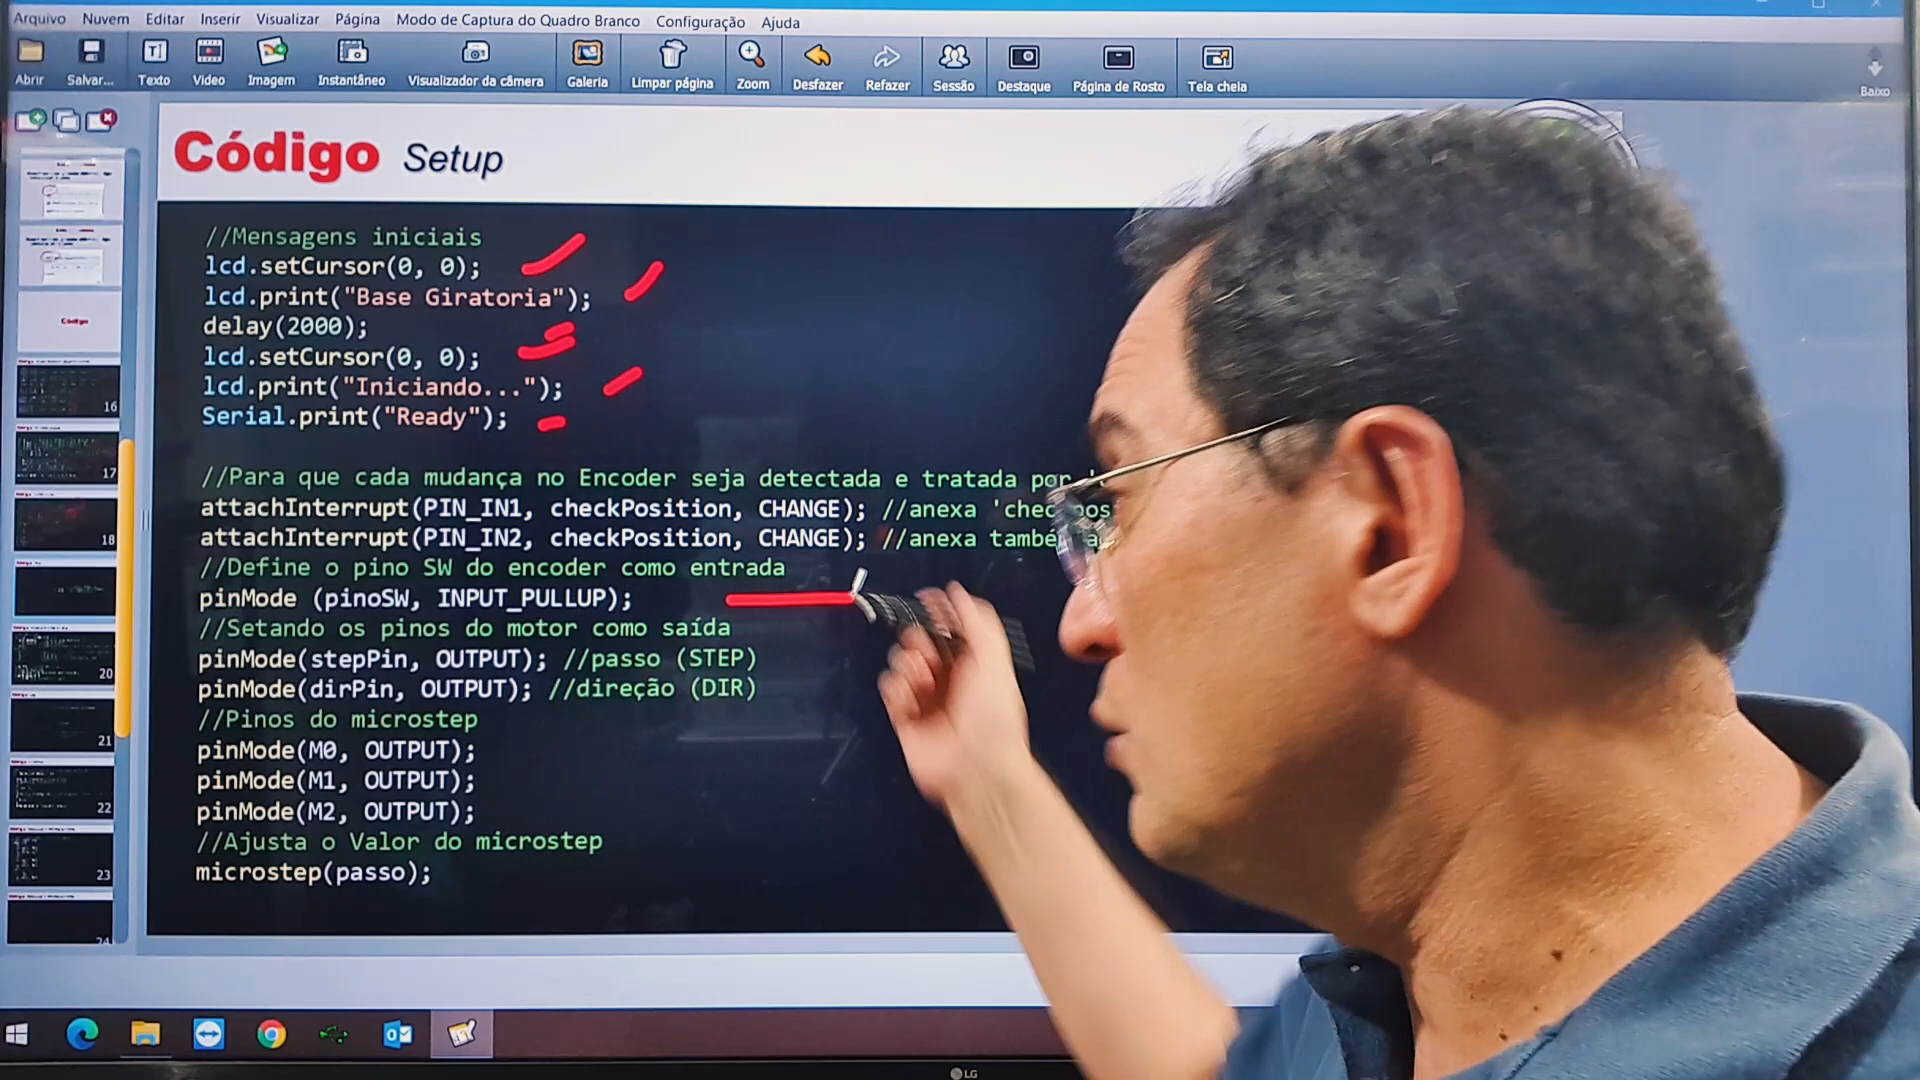 Arquivo Nuvem Editar Inserir Visualizar Página Modo de Captura do Quadro Branco Configuração Ajuda
Abrir Salvar... Texto Video Imagem Instantâneo Visualizador da câmera Galeria Limpar página Zoom Desfazer Refazer Sessão Destaque Página de Rosto Tela cheia Baixo
Código Setup
//Mensagens iniciais
lcd.setCursor(0, 0);
lcd.print("Base Giratoria");
delay(2000);
lcd.setCursor(0, 0);
lcd.print("Iniciando...");
Serial.print("Ready");
//Para que cada mudança no Encoder seja detectada e tratada por
attachInterrupt(PIN_IN1, checkPosition, CHANGE); //anexa
attachInterrupt(PIN_IN2, checkPosition, CHANGE); //anexa
//Define o pino SW do encoder como entrada
pinMode (pinoSW, INPUT_PULLUP);
//Setando os pinos do motor como saída
pinMode(stepPin, OUTPUT); //passo (STEP)
pinMode(dirPin, OUTPUT); //direção (DIR)
//Pinos do microstep
pinMode(M0, OUTPUT);
pinMode(M1, OUTPUT);
pinMode(M2, OUTPUT);
//Ajusta o Valor do microstep
microstep(passo);
Código
16
17
18
20
21
22
23
24
LG